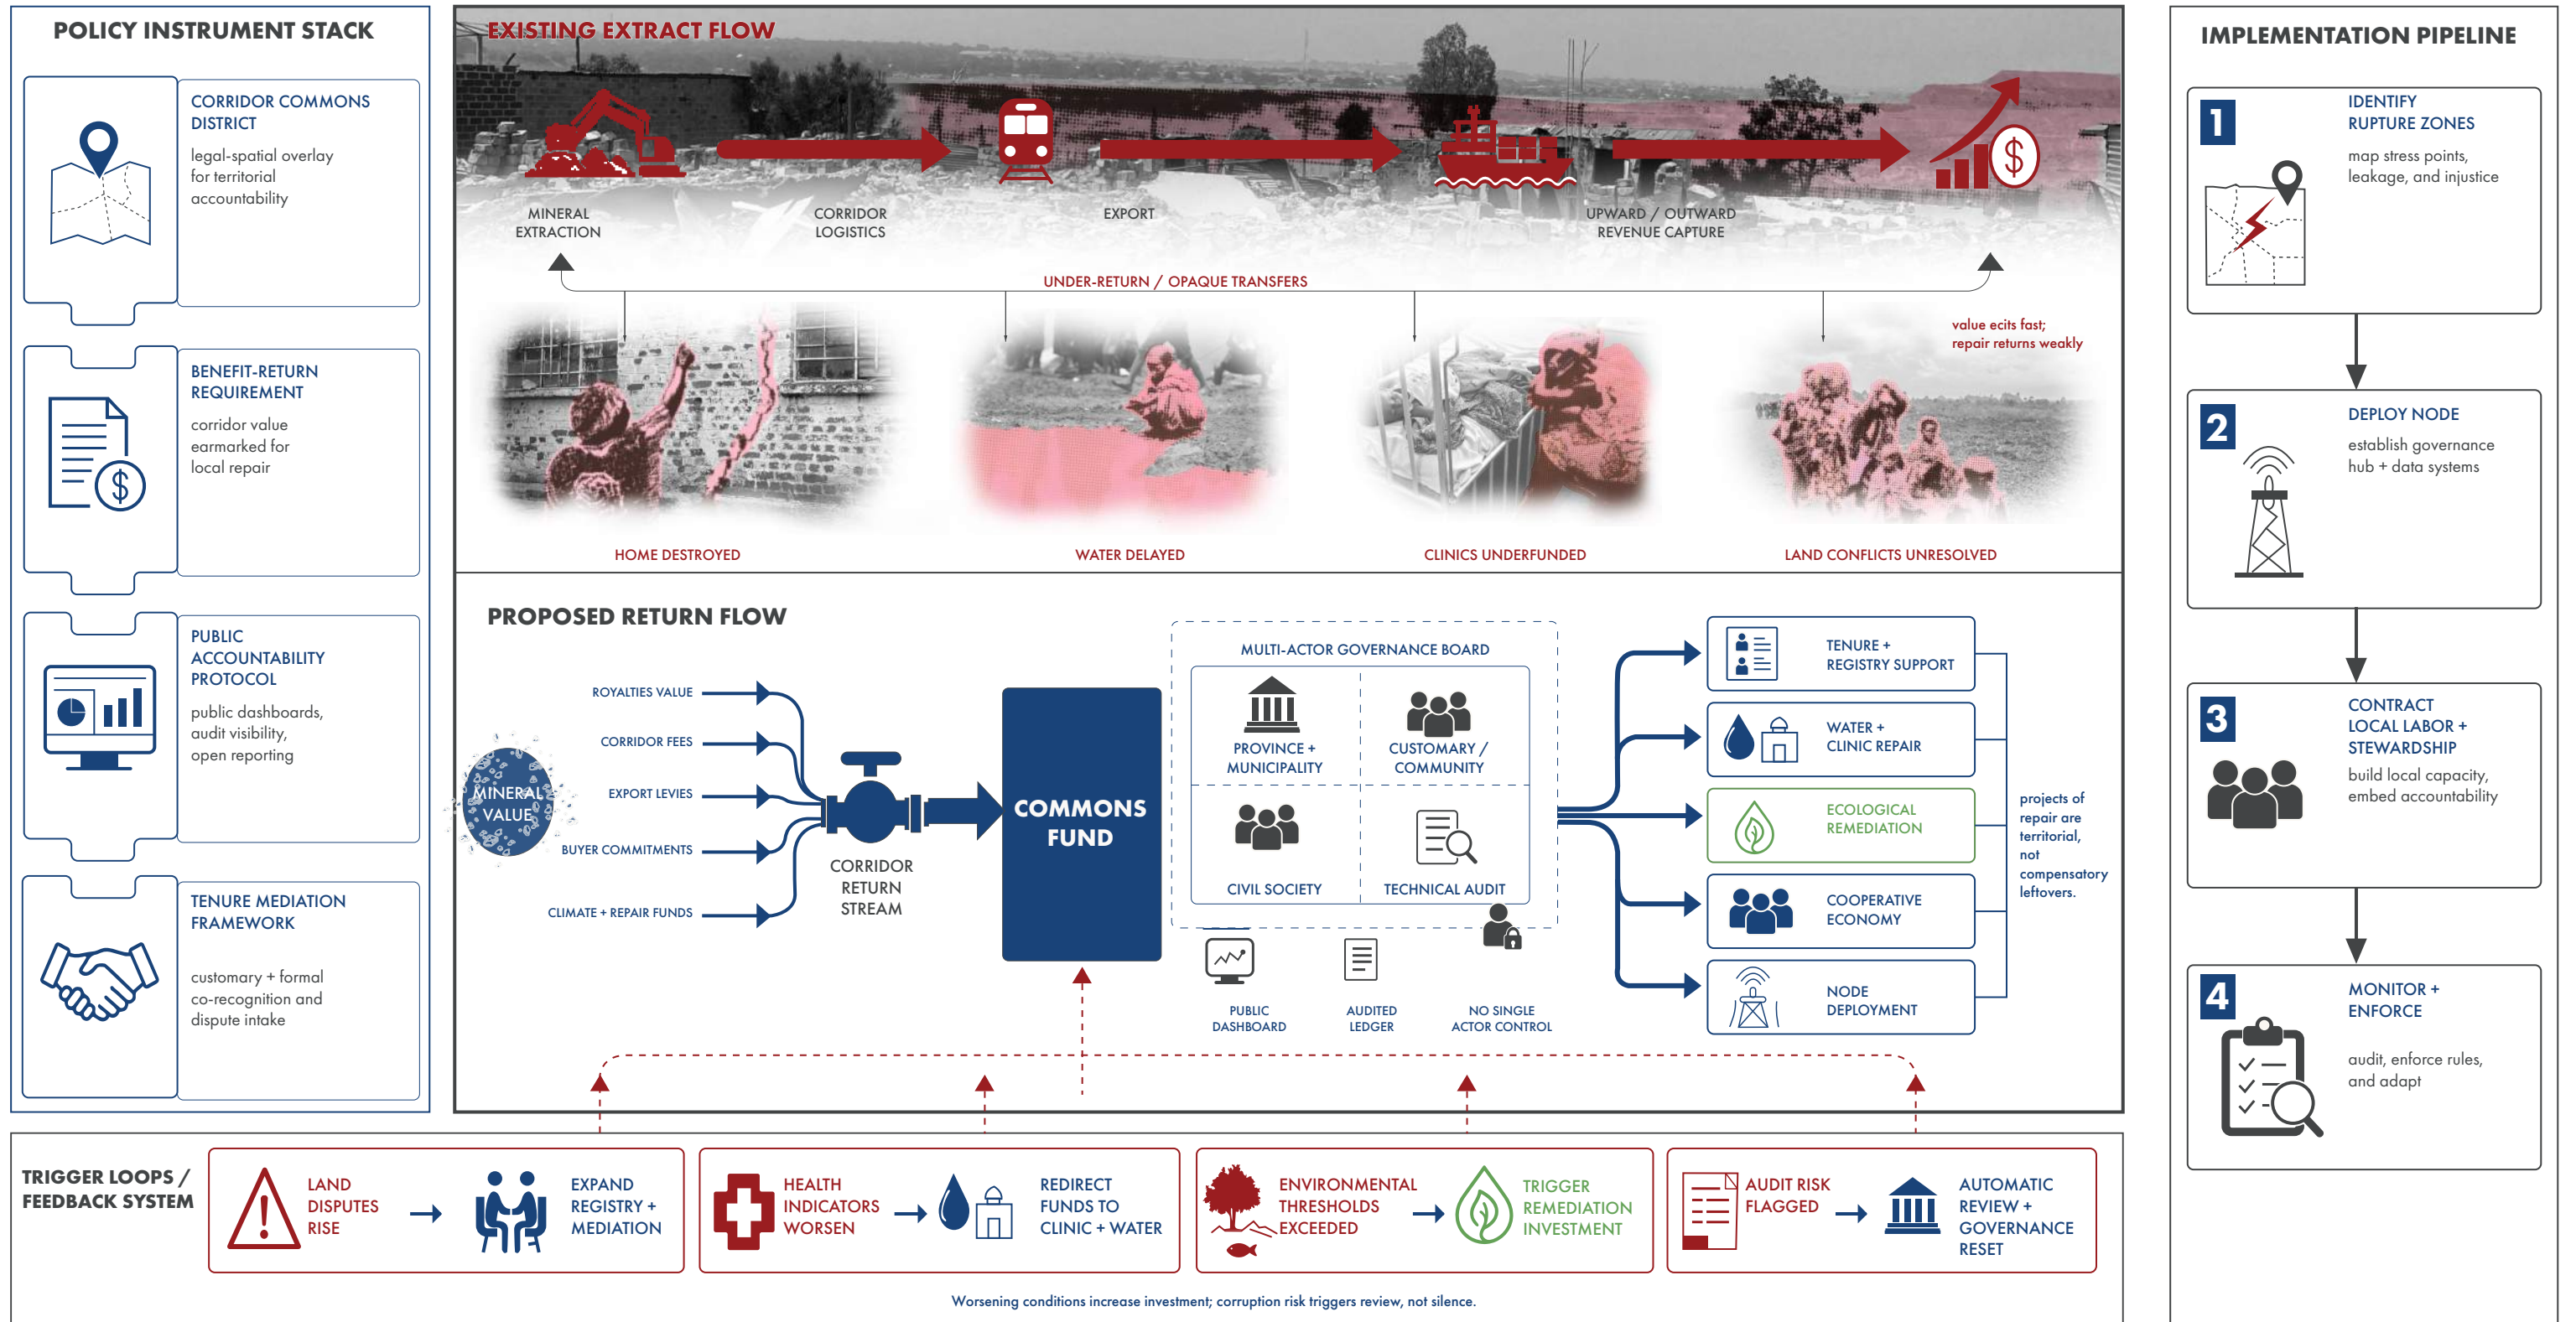 POLICY INSTRUMENT STACK
CORRIDOR COMMONS
DISTRICT
legal-spatial overlay
for territorial
accountability
BENEFIT-RETURN
REQUIREMENT
corridor value
earmarked for
local repair
$
PUBLIC
ACCOUNTABILITY
PROTOCOL
public dashboards,
audit visibility,
open reporting
TENURE MEDIATION
FRAMEWORK
customary + formal
co-recognition and
dispute intake
EXISTING EXTRACT FLOW
$
MINERAL
EXTRACTION
CORRIDOR
LOGISTICS
EXPORT
UPWARD / OUTWARD
REVENUE CAPTURE
UNDER-RETURN / OPAQUE TRANSFERS
value ecits fast;
repair returns weakly
HOME DESTROYED
WATER DELAYED
CLINICS UNDERFUNDED
LAND CONFLICTS UNRESOLVED
PROPOSED RETURN FLOW
MINERAL
VALUE
ROYALTIES VALUE
CORRIDOR FEES
EXPORT LEVIES
BUYER COMMITMENTS
CLIMATE + REPAIR FUNDS
CORRIDOR
RETURN
STREAM
COMMONS
FUND
MULTI-ACTOR GOVERNANCE BOARD
PROVINCE +
MUNICIPALITY
CUSTOMARY /
COMMUNITY
CIVIL SOCIETY
TECHNICAL AUDIT
PUBLIC
DASHBOARD
AUDITED
LEDGER
NO SINGLE
ACTOR CONTROL
TENURE +
REGISTRY SUPPORT
WATER +
CLINIC REPAIR
ECOLOGICAL
REMEDIATION
COOPERATIVE
ECONOMY
NODE
DEPLOYMENT
projects of
repair are
territorial,
not
compensatory
leftovers.
IMPLEMENTATION PIPELINE
1
IDENTIFY
RUPTURE ZONES
map stress points,
leakage, and injustice
2
DEPLOY NODE
establish governance
hub + data systems
3
CONTRACT
LOCAL LABOR +
STEWARDSHIP
build local capacity,
embed accountability
4
MONITOR +
ENFORCE
audit, enforce rules,
and adapt
TRIGGER LOOPS /
FEEDBACK SYSTEM
LAND
DISPUTES
RISE
EXPAND
REGISTRY +
MEDIATION
HEALTH
INDICATORS
WORSEN
REDIRECT
FUNDS TO
CLINIC + WATER
ENVIRONMENTAL
THRESHOLDS
EXCEEDED
TRIGGER
REMEDIATION
INVESTMENT
AUDIT RISK
FLAGGED
AUTOMATIC
REVIEW +
GOVERNANCE
RESET
Worsening conditions increase investment; corruption risk triggers review, not silence.